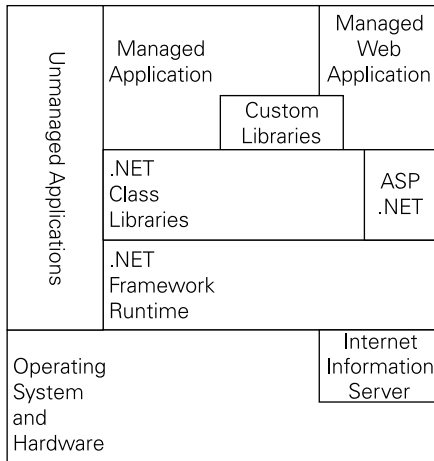 Unmanaged Applications
Managed
Application
Managed
Web
Application
Custom
Libraries
.NET
Class
Libraries
ASP
.NET
.NET
Framework
Runtime
Operating
System
and
Hardware
Internet
Information
Server